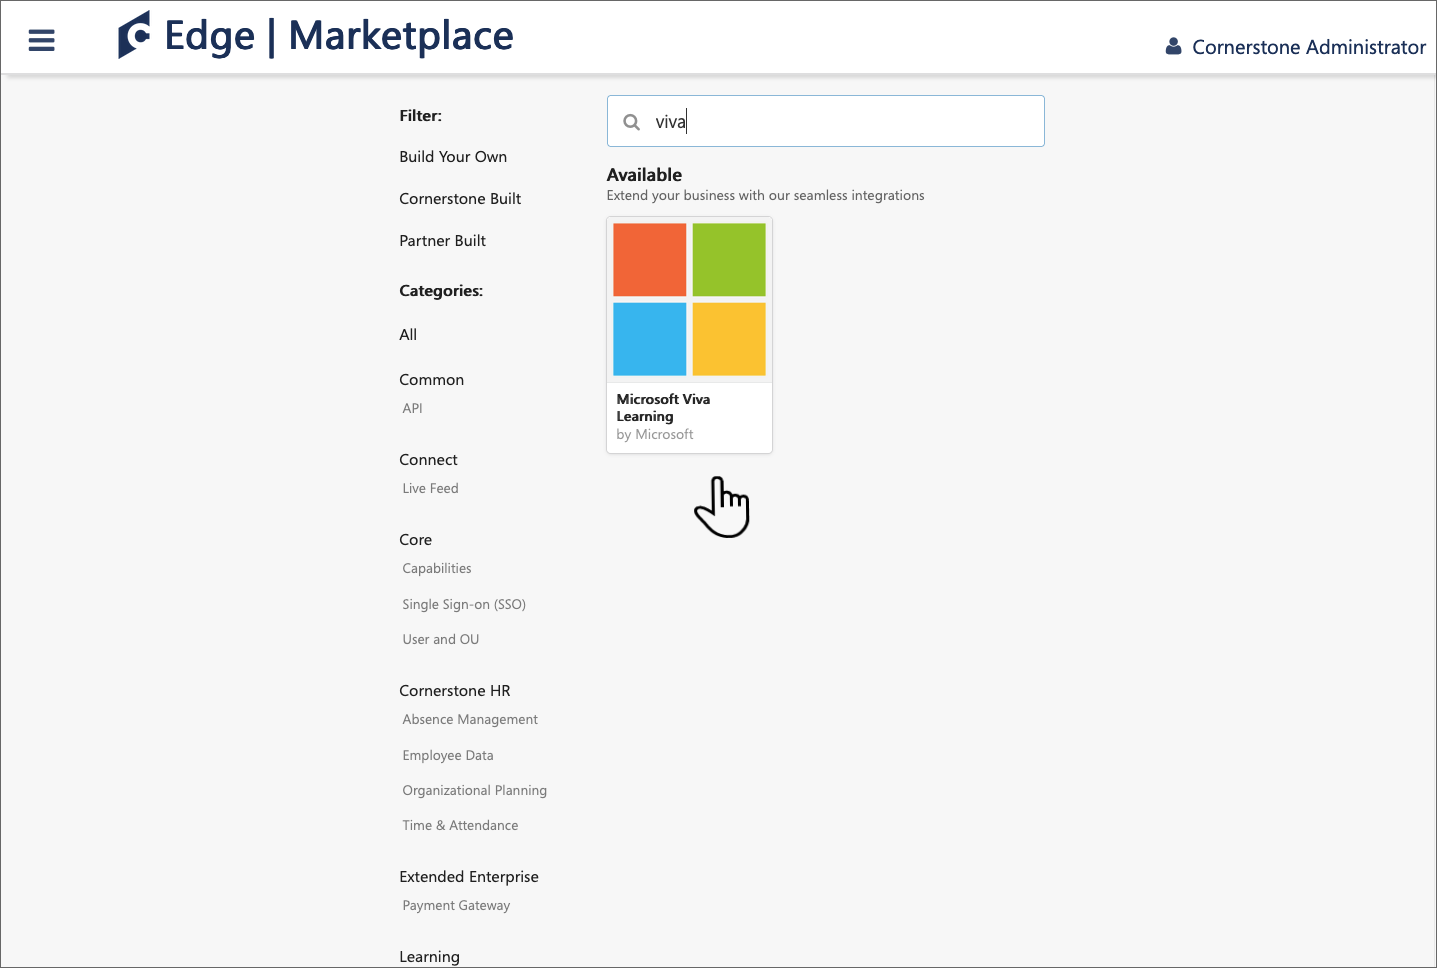 Edge | Marketplace
Cornerstone Administrator
Filter:
Build Your Own
Cornerstone Built
Partner Built
Categories:
All
Common
API
Connect
Live Feed
Core
Capabilities
Single Sign-on (SSO)
User and OU
Cornerstone HR
Absence Management
Employee Data
Organizational Planning
Time & Attendance
Extended Enterprise
Payment Gateway
Learning
viva
Available
Extend your business with our seamless integrations
Microsoft Viva
Learning
by Microsoft